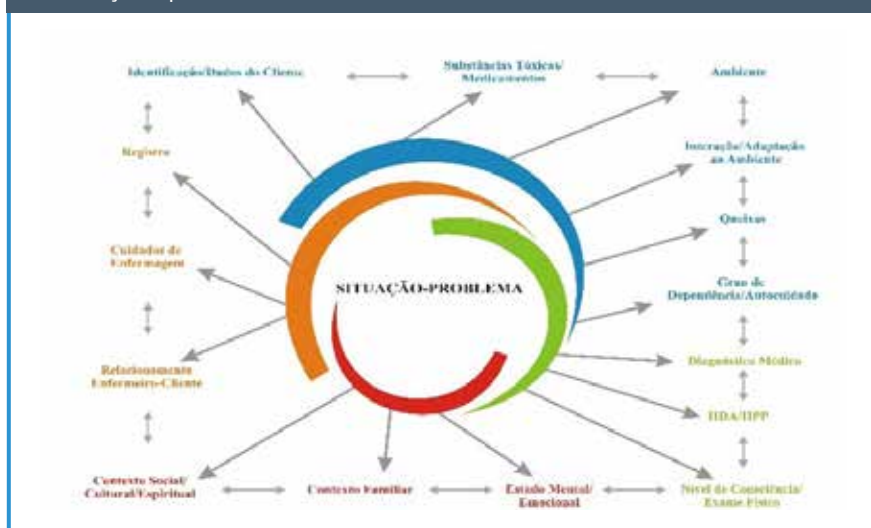 Identificação/Dados do Cliente
Substâncias Tóxicas/
Medicamentos
Ambiente
Registro
Interação/Adaptação
ao Ambiente
Queixas
Cuidados de
Enfermagem
SITUAÇÃO-PROBLEMA
Grau de
Dependência/Autocuidado
Relacionamento
Enfermeiro-Cliente
Diagnóstico Médico
HDA/HPP
Contexto Social/
Cultural/Espiritual
Contexto Familiar
Estado Mental/
Emocional
Nível de Consciência/
Exame Físico